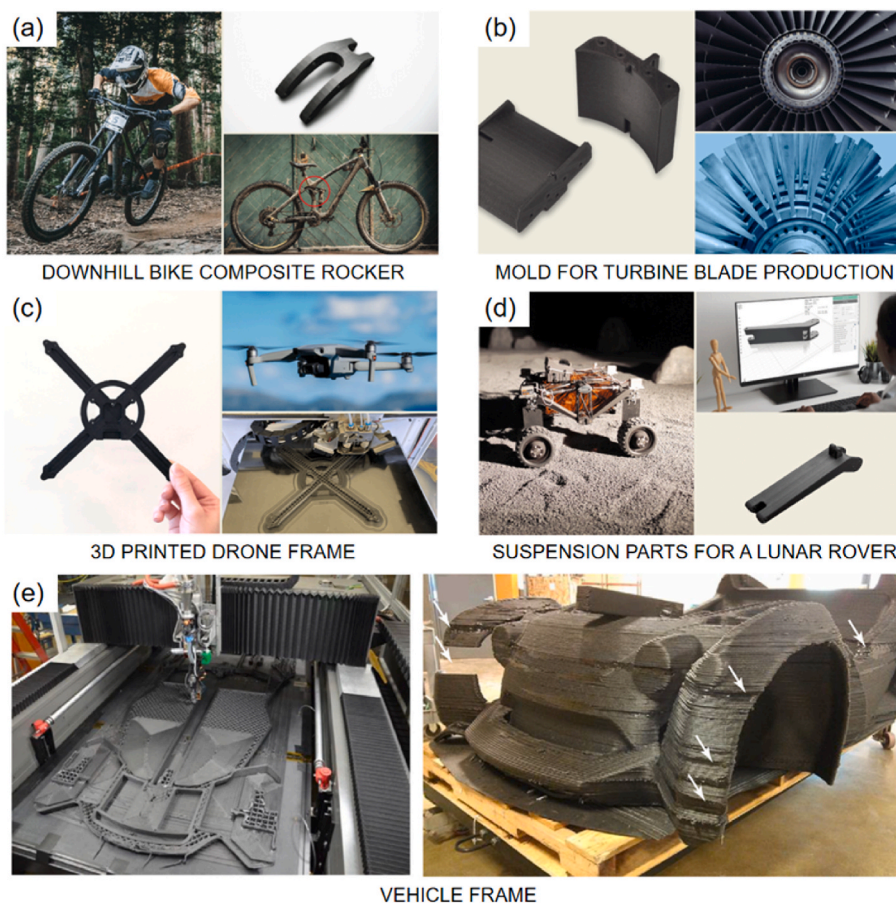 (a)
(b)
DOWNHILL BIKE COMPOSITE ROCKER
MOLD FOR TURBINE BLADE PRODUCTION
(c)
(d)
3D PRINTED DRONE FRAME
SUSPENSION PARTS FOR A LUNAR ROVER
(e)
VEHICLE FRAME